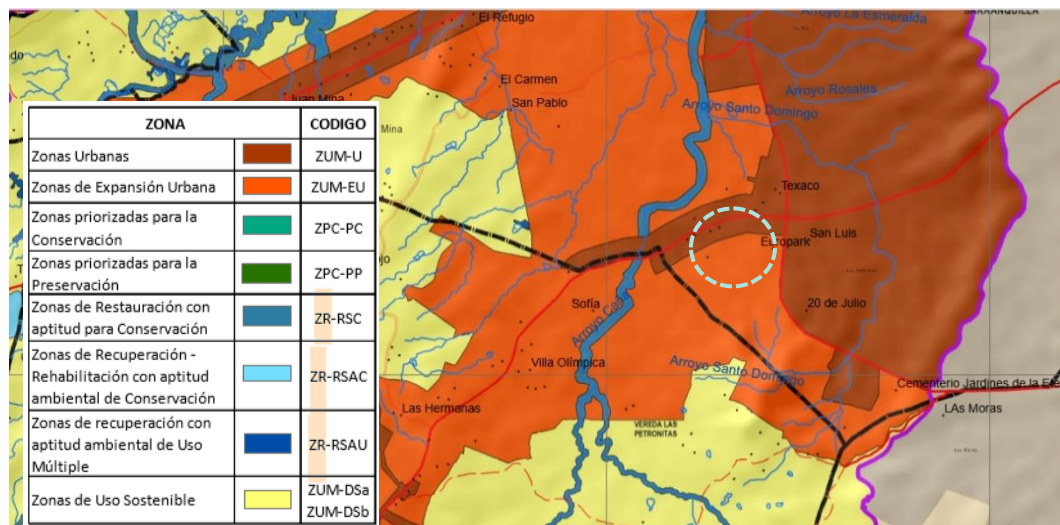 El Refugio
Arroyo La Esmeralda
BARRANQUILLA
El Carmen
San Pablo
Juan Mina
Arroyo Rosales
Arroyo Santo Domingo
Mina
Texaco
San Luis
Europark
20 de Julio
Sofía
Arroyo Caña
Villa Olímpica
Arroyo Santo Domingo
Las Hermanas
Cementerio Jardines de la Ete
LAs Moras
VEREDA LAS
PETRONITAS
Las Moras
ZONA CODIGO
Zonas Urbanas ZUM-U
Zonas de Expansión Urbana ZUM-EU
Zonas priorizadas para la
Conservación ZPC-PC
Zonas priorizadas para la
Preservación ZPC-PP
Zonas de Restauración con
aptitud para Conservación ZR-RSC
Zonas de Recuperación -
Rehabilitación con aptitud ZR-RSAC
ambiental de Conservación
Zonas de recuperación con
aptitud ambiental de Uso ZR-RSAU
Múltiple
Zonas de Uso Sostenible ZUM-DSa
ZUM-DSb